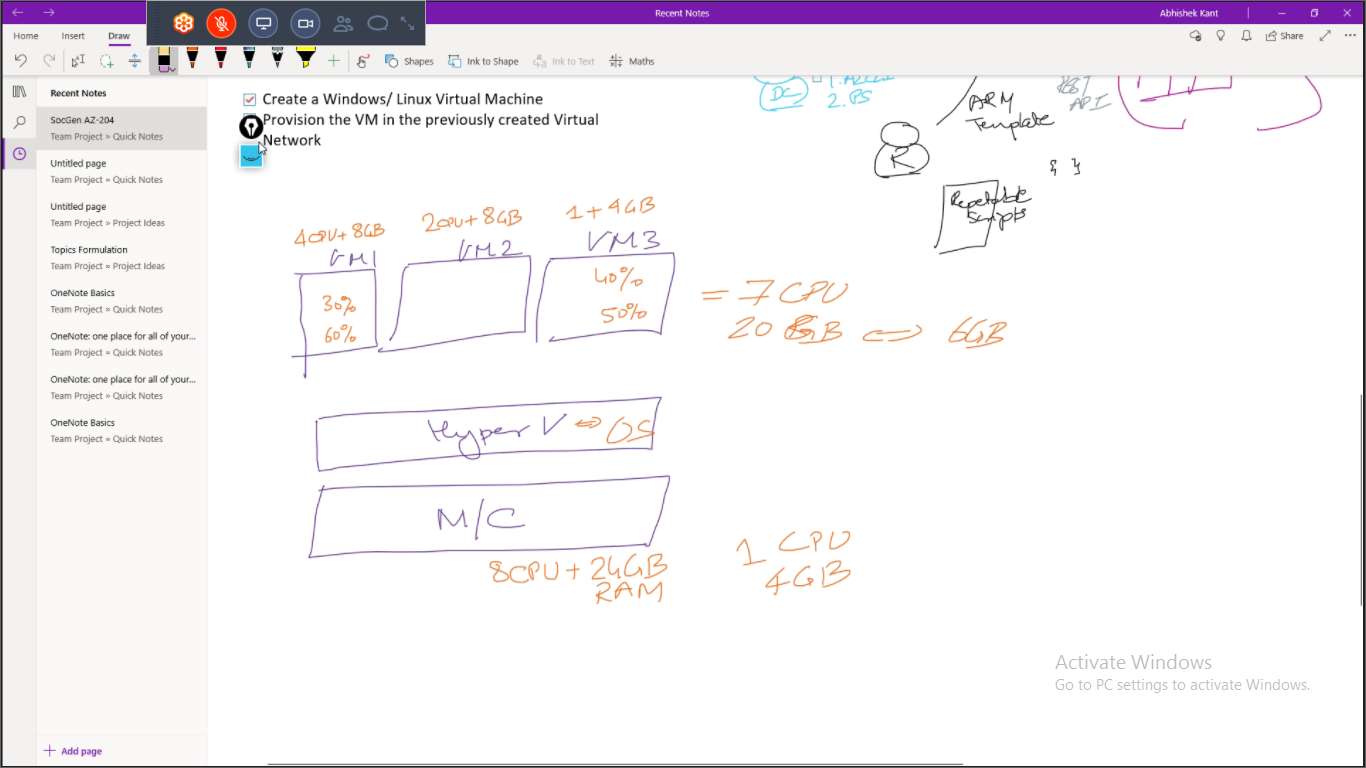 Recent Notes
Abhishek Kant
Home
Insert
Draw
Share
Shapes
Ink to Shape
Ink to Text
Maths
Recent Notes
SocGen AZ-204
Team Project » Quick Notes
Untitled page
Team Project » Quick Notes
Untitled page
Team Project » Project Ideas
Topics Formulation
Team Project » Project Ideas
OneNote Basics
Team Project » Quick Notes
OneNote: one place for all of your...
Team Project » Quick Notes
OneNote: one place for all of your...
Team Project » Quick Notes
OneNote Basics
Team Project » Quick Notes
Add page
Create a Windows/ Linux Virtual Machine
Provision the VM in the previously created Virtual
Network
DC
2. PS
ARM
Template
API
R
{ }
Repeatable
Scripts
4CPU+ 8GB
VM1
30%
60%
2CPU+ 8GB
VM2
1 + 4GB
VM3
40%
50%
= 7 CPU
20 GB
6GB
Hyper V ⇔ OS
M/C
8CPU + 24GB
RAM
1 CPU
4GB
Activate Windows
Go to PC settings to activate Windows.